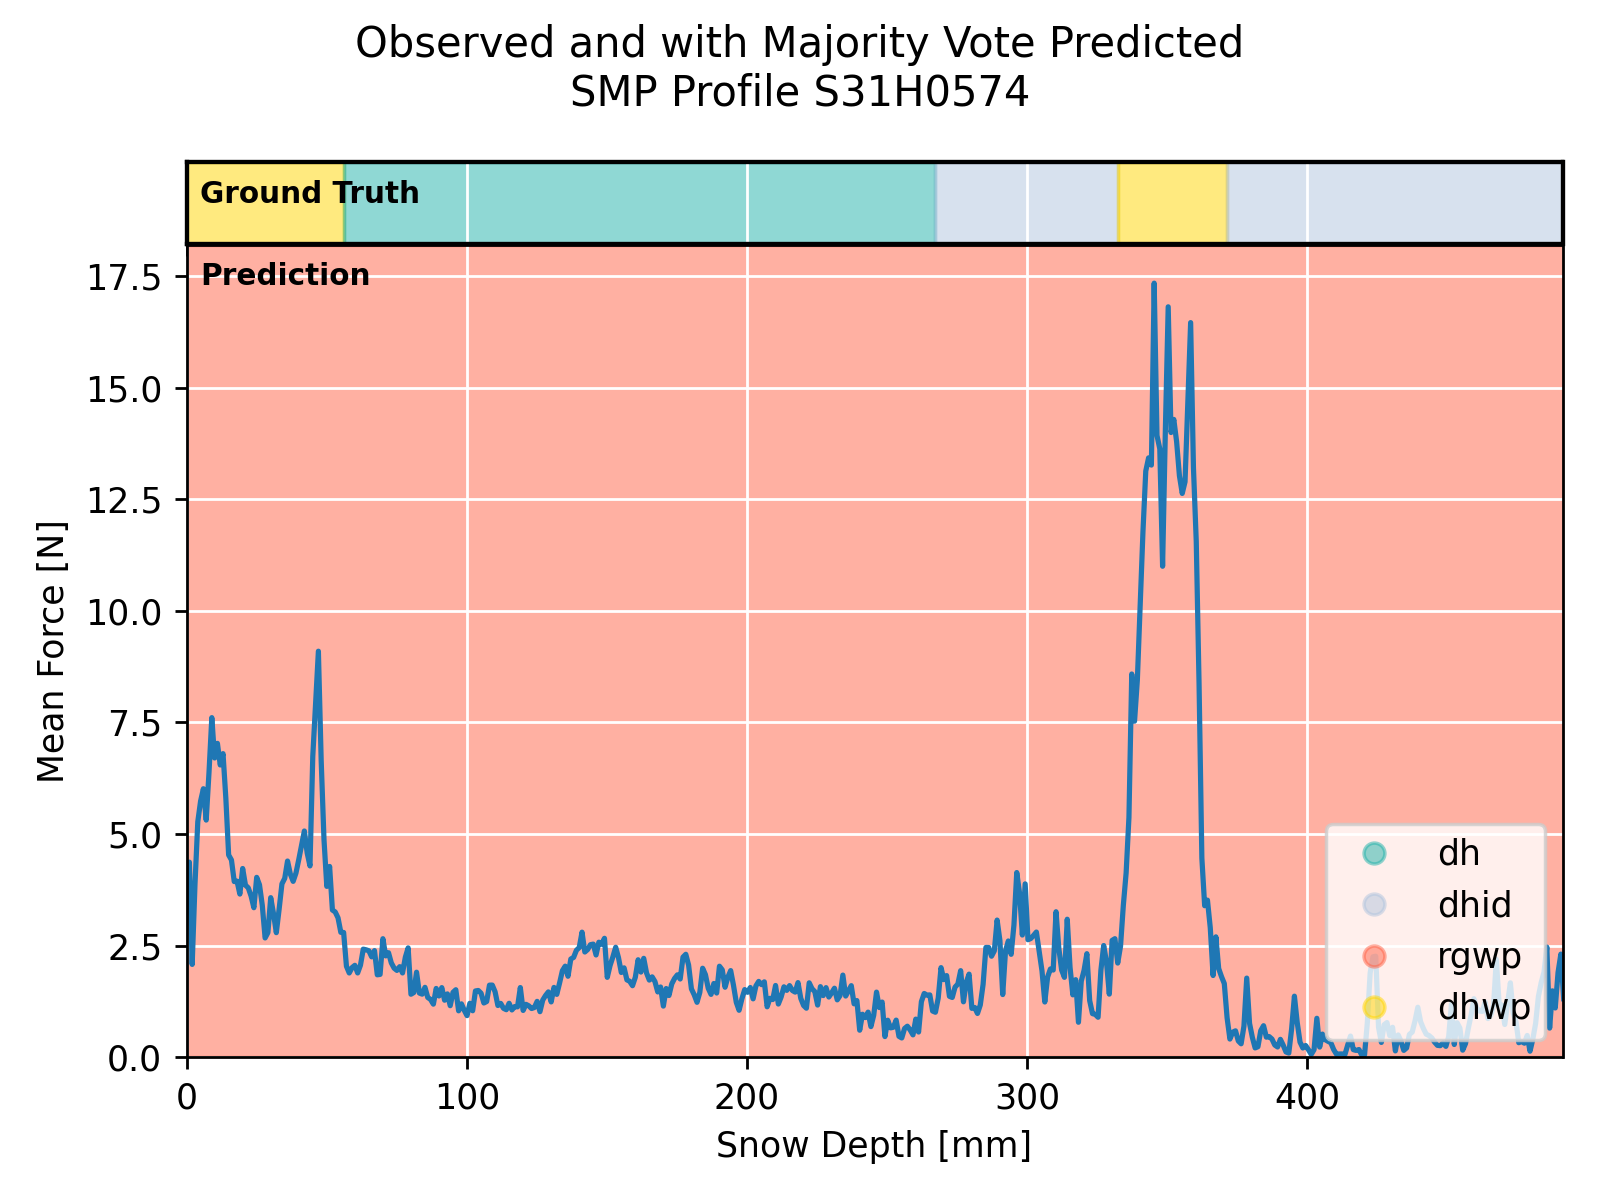 Observed and with Majority Vote Predicted
SMP Profile S31H0574
Ground Truth
Prediction
17.5
15.0
12.5
10.0
7.5
5.0
2.5
0.0
Mean Force [N]
dh
dhid
rgwp
dhwp
0 100 200 300 400
Snow Depth [mm]